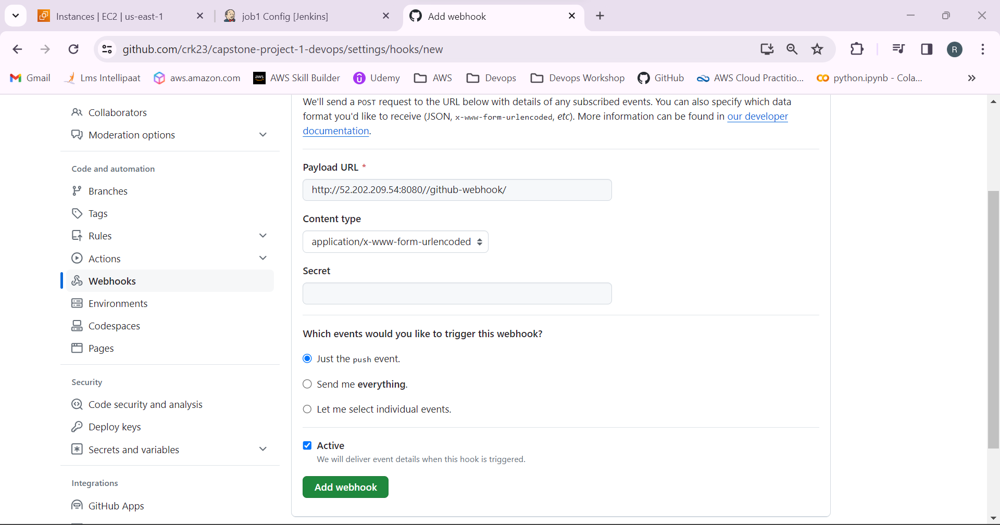 Instances | EC2 | us-east-1
job1 Config [Jenkins]
Add webhook
github.com/crk23/capstone-project-1-devops/settings/hooks/new
R
Gmail
Lms Intellipaat
aws.amazon.com
aws
AWS Skill Builder
Udemy
AWS
Devops
Devops Workshop
GitHub
AWS Cloud Practitio...
python.ipynb - Cola...
Collaborators
Moderation options
Code and automation
Branches
Tags
Rules
Actions
Webhooks
Environments
Codespaces
Pages
Security
Code security and analysis
Deploy keys
Secrets and variables
Integrations
GitHub Apps
We'll send a POST request to the URL below with details of any subscribed events. You can also specify which data
format you'd like to receive (JSON, x-www-form-urlencoded, etc). More information can be found in our developer
documentation.
Payload URL *
http://52.202.209.54:8080//github-webhook/
Content type
application/x-www-form-urlencoded
Secret
Which events would you like to trigger this webhook?
Just the push event.
Send me everything.
Let me select individual events.
Active
We will deliver event details when this hook is triggered.
Add webhook